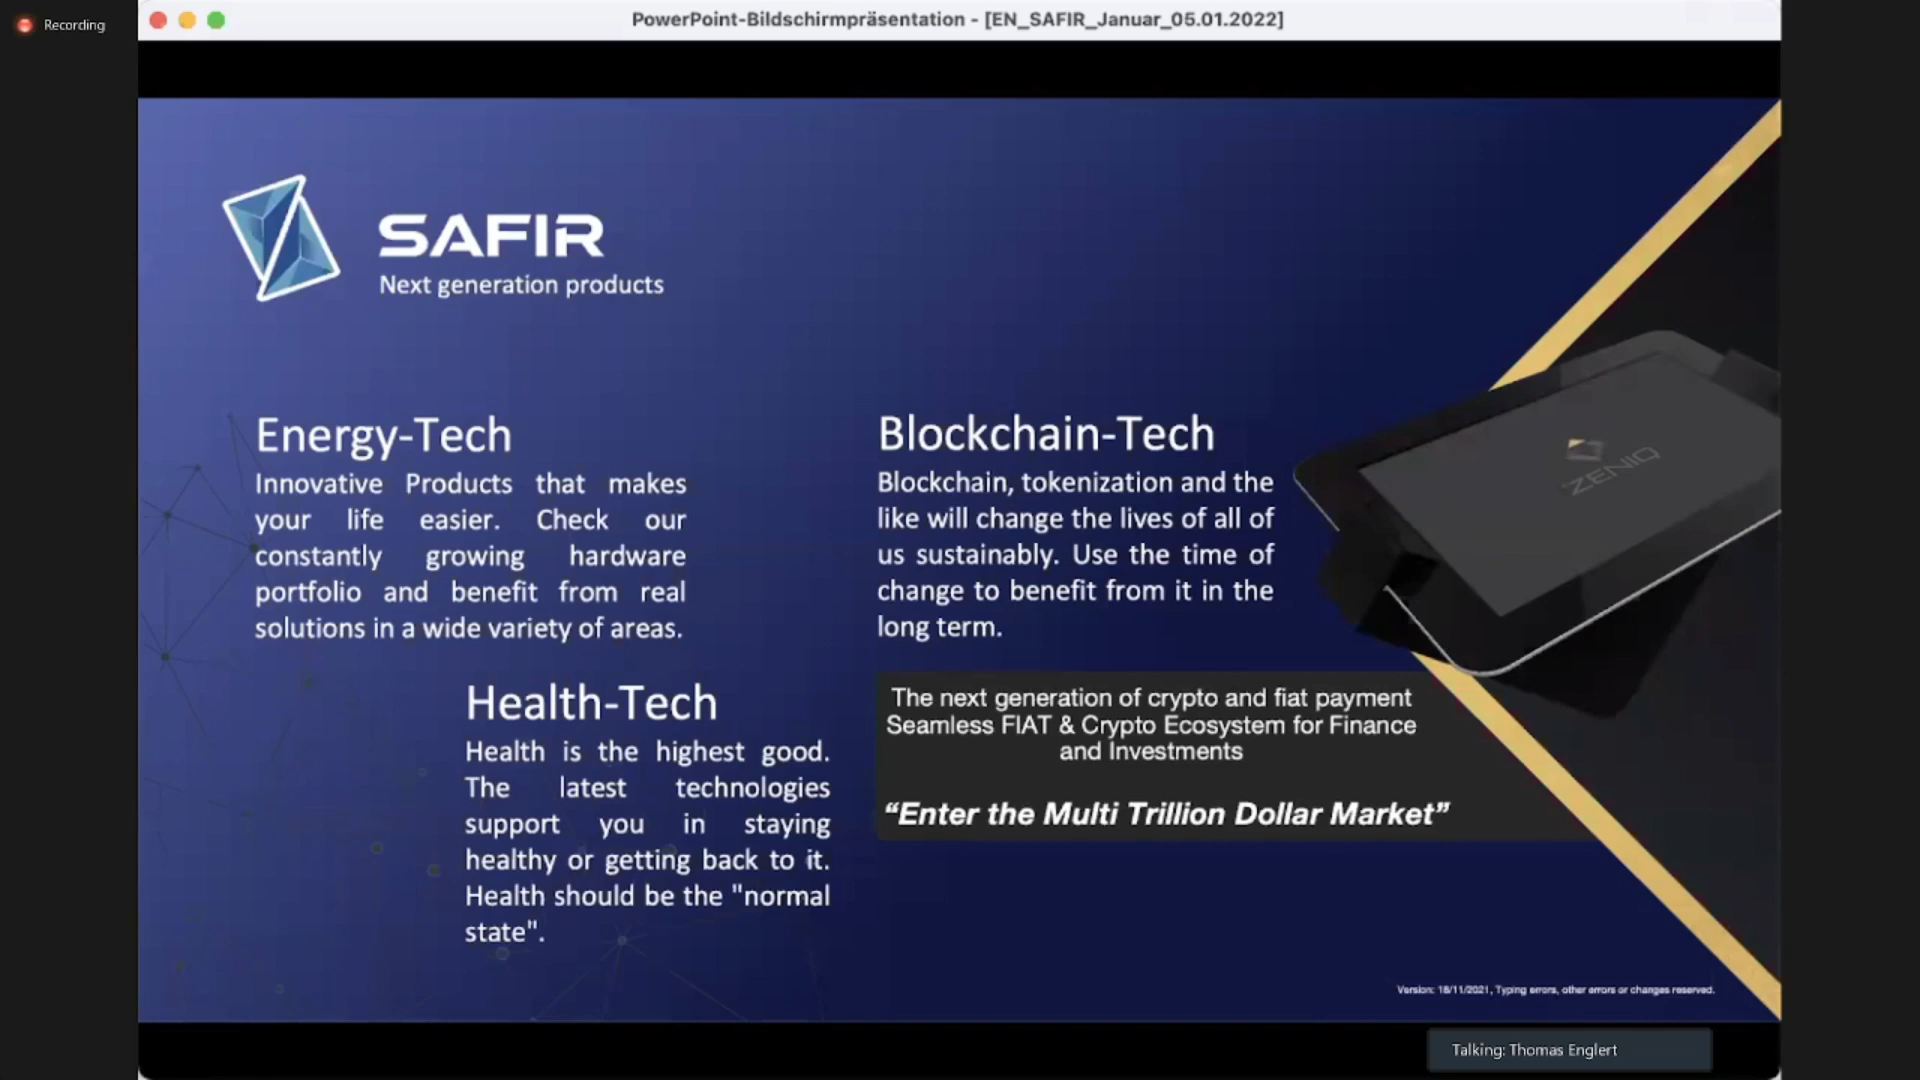 Recording
PowerPoint-Bildschirmpräsentation - [EN_SAFIR_Januar_05.01.2022]
SAFIR
Next generation products
Energy-Tech
Innovative Products that makes
your life easier. Check our
constantly growing hardware
portfolio and benefit from real
solutions in a wide variety of areas.
Blockchain-Tech
Blockchain, tokenization and the
like will change the lives of all of
us sustainably. Use the time of
change to benefit from it in the
long term.
ZENIQ
Health-Tech
Health is the highest good.
The latest technologies
support you in staying
healthy or getting back to it.
Health should be the "normal
state".
The next generation of crypto and fiat payment
Seamless FIAT & Crypto Ecosystem for Finance
and Investments
“Enter the Multi Trillion Dollar Market”
Version: 18/11/2021, Typing errors, other errors or changes reserved.
Talking: Thomas Englert